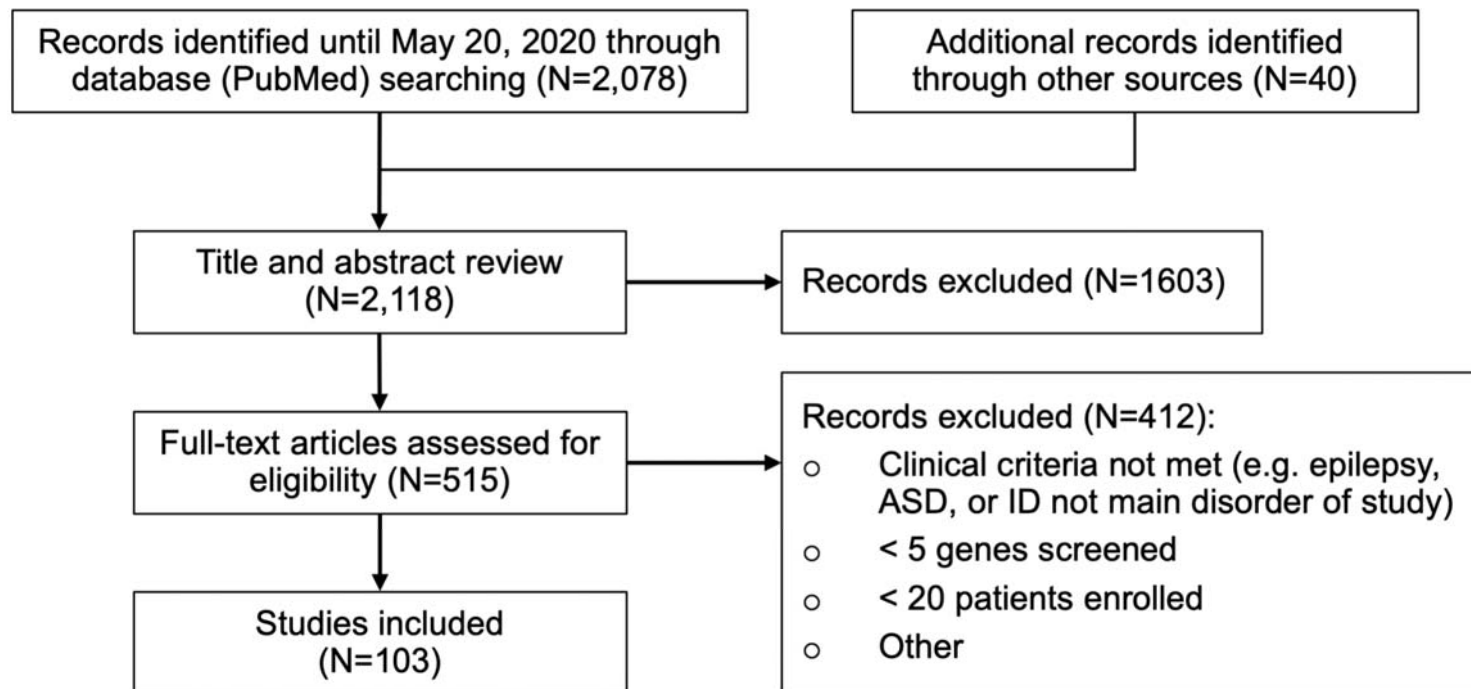 Records identified until May 20, 2020 through
database (PubMed) searching (N=2,078)
Additional records identified
through other sources (N=40)
Title and abstract review
(N=2,118)
Records excluded (N=1603)
Full-text articles assessed for
eligibility (N=515)
Records excluded (N=412):
○ Clinical criteria not met (e.g. epilepsy,
ASD, or ID not main disorder of study)
○ < 5 genes screened
○ < 20 patients enrolled
○ Other
Studies included
(N=103)